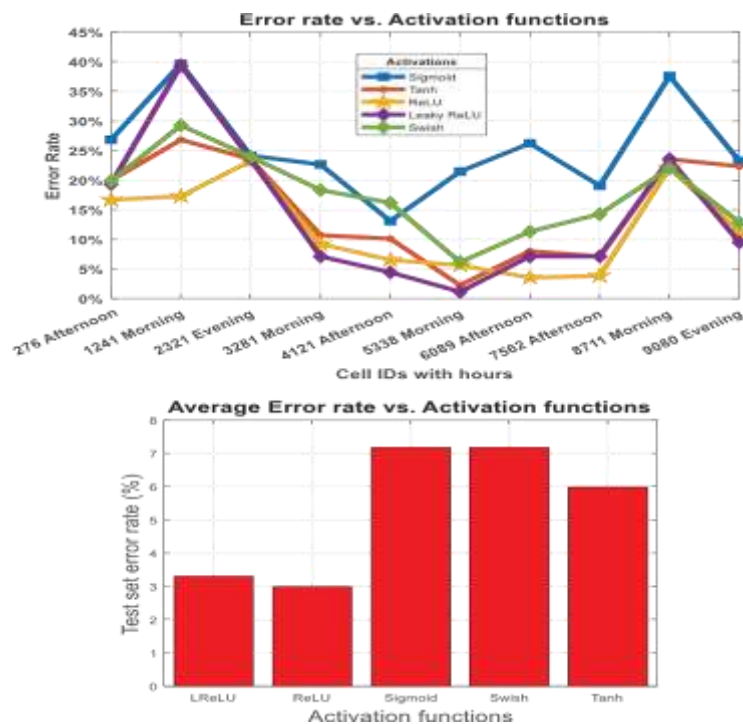 Error rate vs. Activation functions
45%
40%
35%
30%
25%
20%
15%
10%
5%
0%
Error Rate
Activations
Sigmoid
Tanh
ReLU
Leaky ReLU
Swish
276 Afternoon
1241 Morning
2321 Evening
3281 Morning
4121 Afternoon
5338 Morning
6089 Afternoon
7562 Afternoon
8711 Morning
9080 Evening
Cell IDs with hours
Average Error rate vs. Activation functions
8
7
6
5
4
3
2
1
0
Test set error rate (%)
LReLU ReLU Sigmoid Swish Tanh
Activation functions